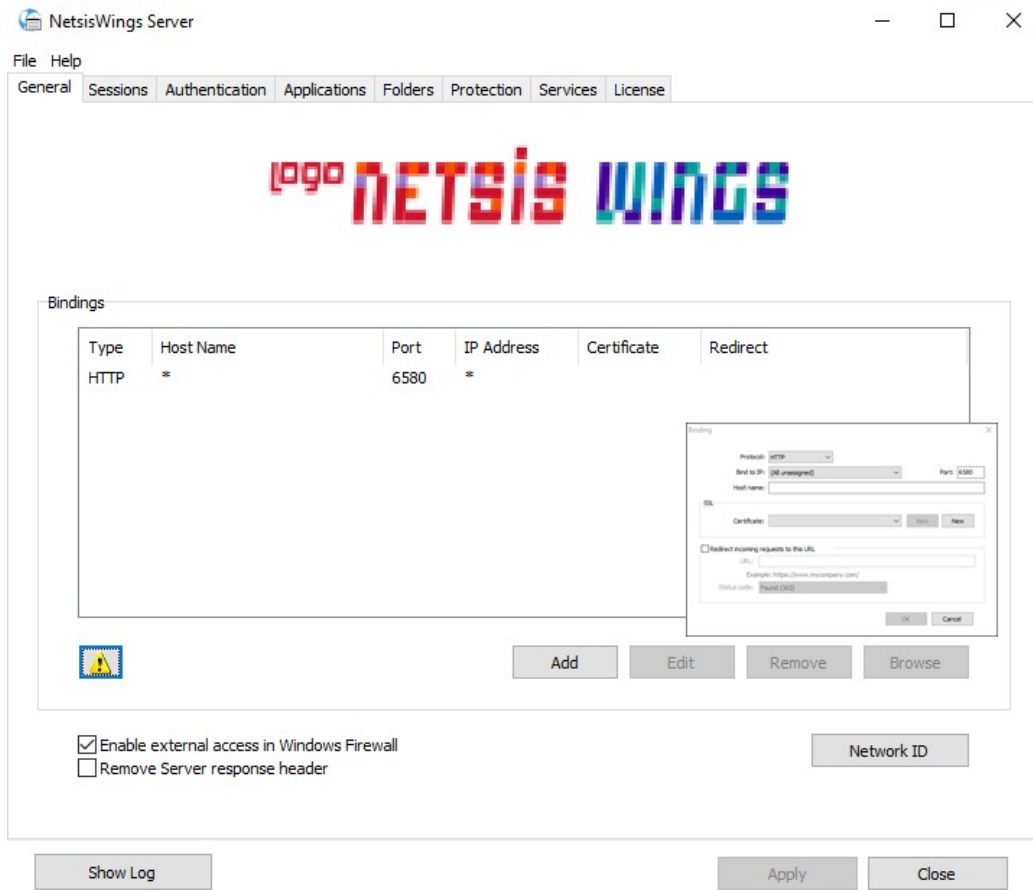 NetsisWings Server
File Help
General Sessions Authentication Applications Folders Protection Services License
logo NETSİS WINGS
Bindings
Type Host Name Port IP Address Certificate Redirect
HTTP * 6580 *
Binding
Protocol: HTTP
Bind to IP: (All unassigned) Port: 6580
Host name:
SSL
Certificate: View New
Redirect incoming requests to this URL
URL:
Example: https://www.mycompany.com/
Status code: Found (302)
OK Cancel
Add Edit Remove Browse
Enable external access in Windows Firewall
Remove Server response header
Network ID
Show Log Apply Close